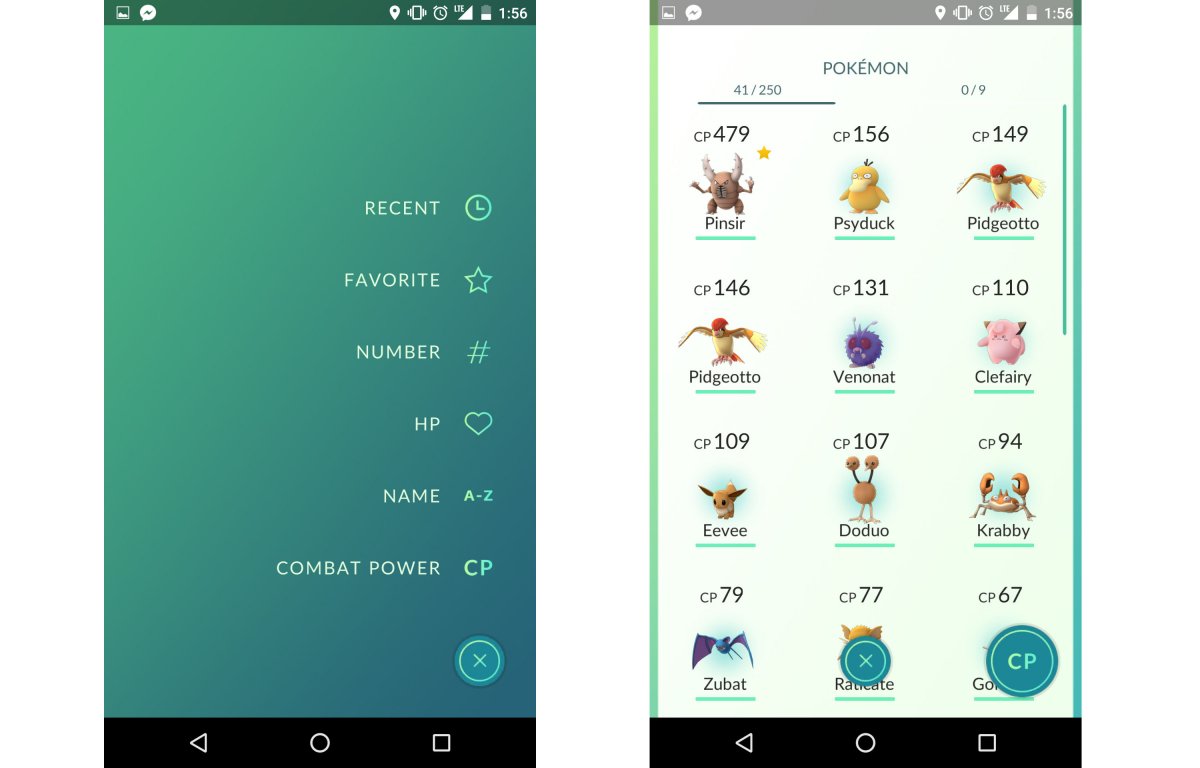 LTE 1:56
RECENT
FAVORITE
NUMBER #
HP
NAME A-Z
COMBAT POWER CP
LTE 1:56
POKÉMON
41 / 250 0 / 9
CP 479 CP 156 CP 149
Pinsir Psyduck Pidgeotto
CP 146 CP 131 CP 110
Pidgeotto Venonat Clefairy
CP 109 CP 107 CP 94
Eevee Doduo Krabby
CP 79 CP 77 CP 67
CP
Zubat Raticate